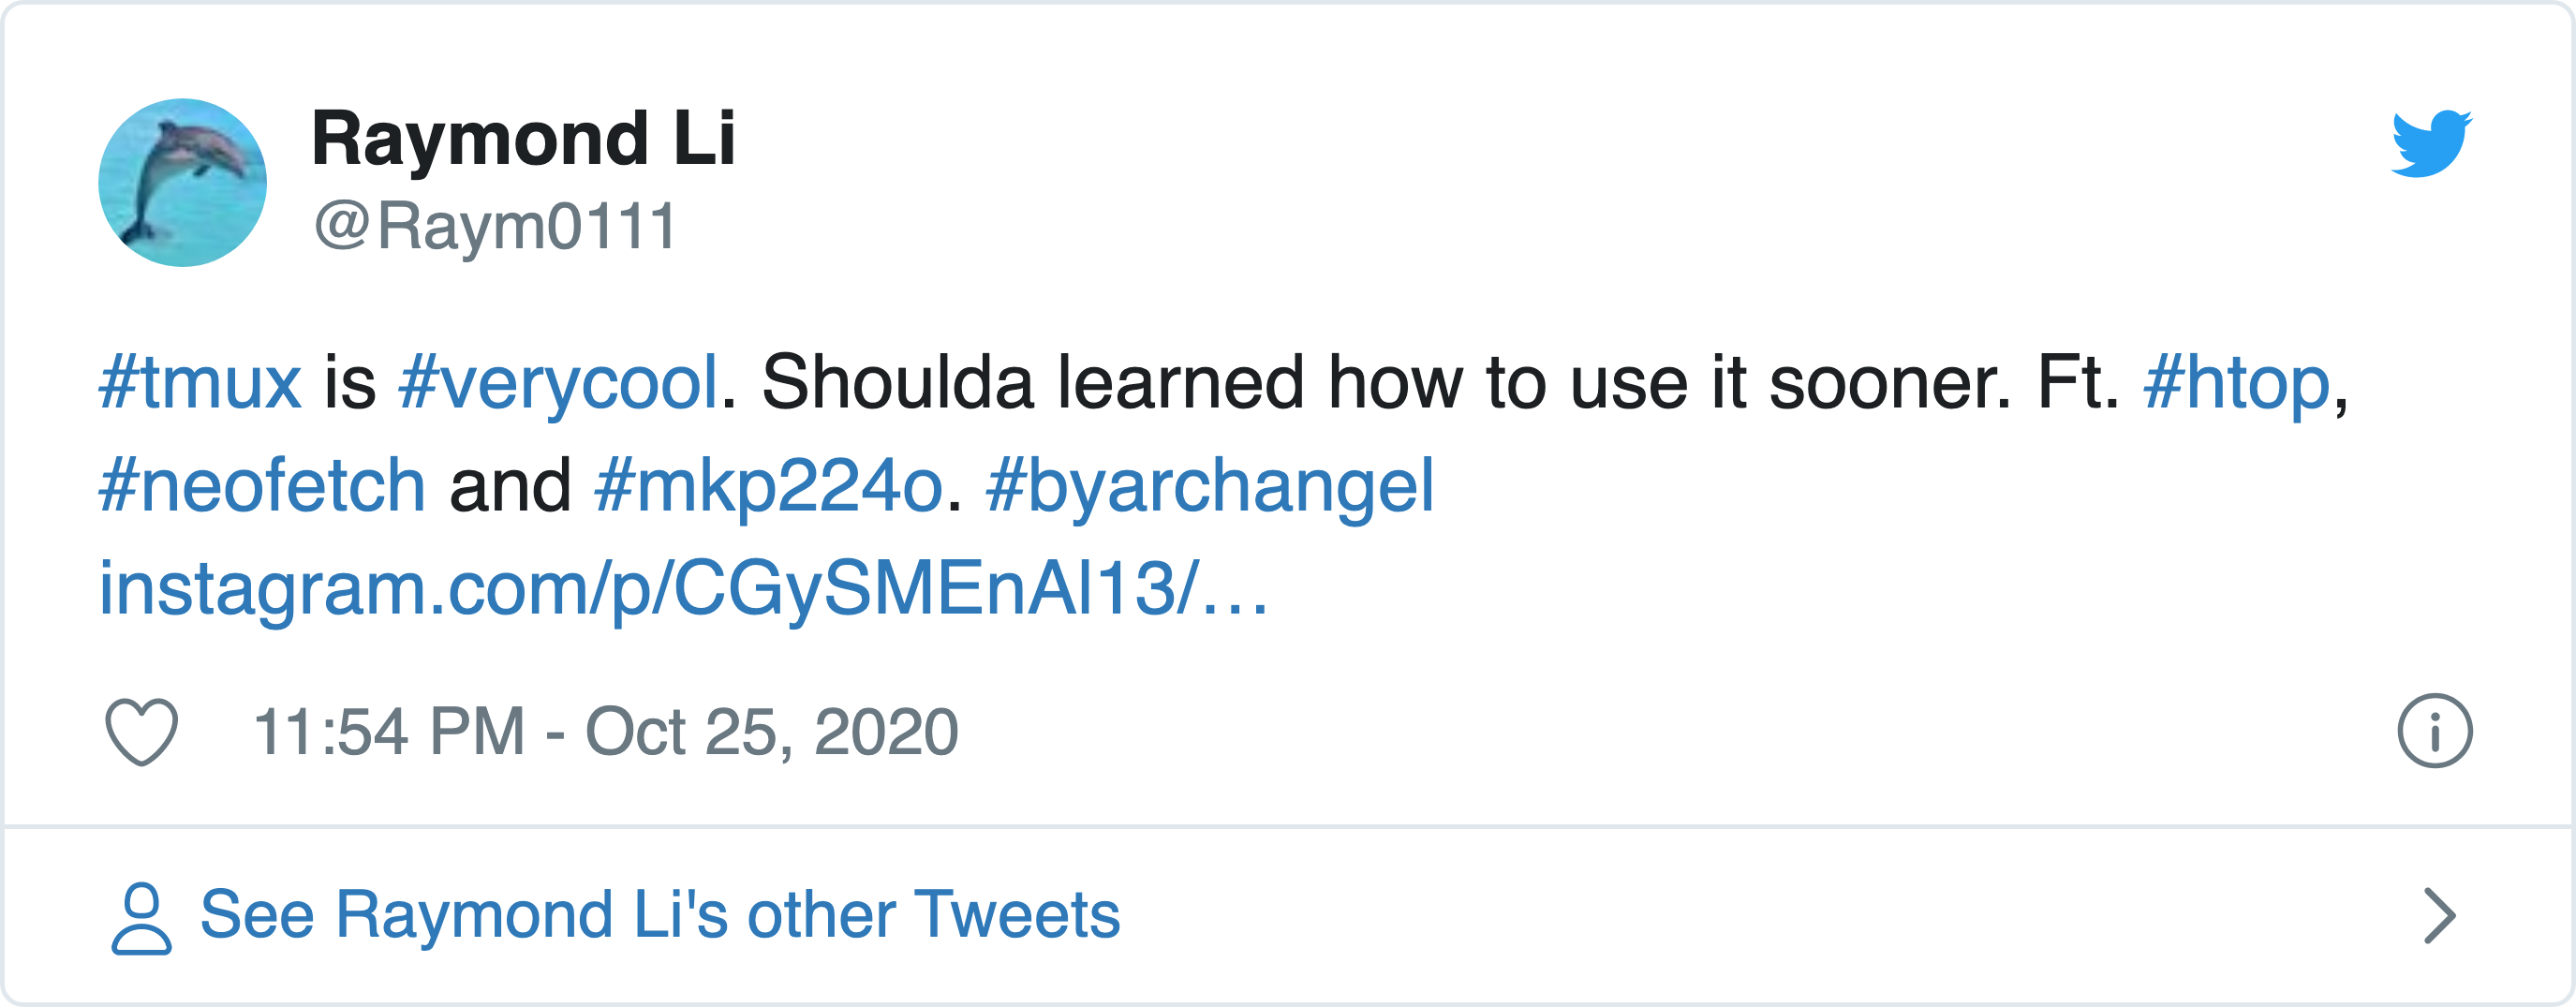 Raymond Li
@Raym0111
#tmux is #verycool. Shoulda learned how to use it sooner. Ft. #htop,
#neofetch and #mkp224o. #byarchangel
instagram.com/p/CGySMEnAl13/…
11:54 PM - Oct 25, 2020
See Raymond Li's other Tweets